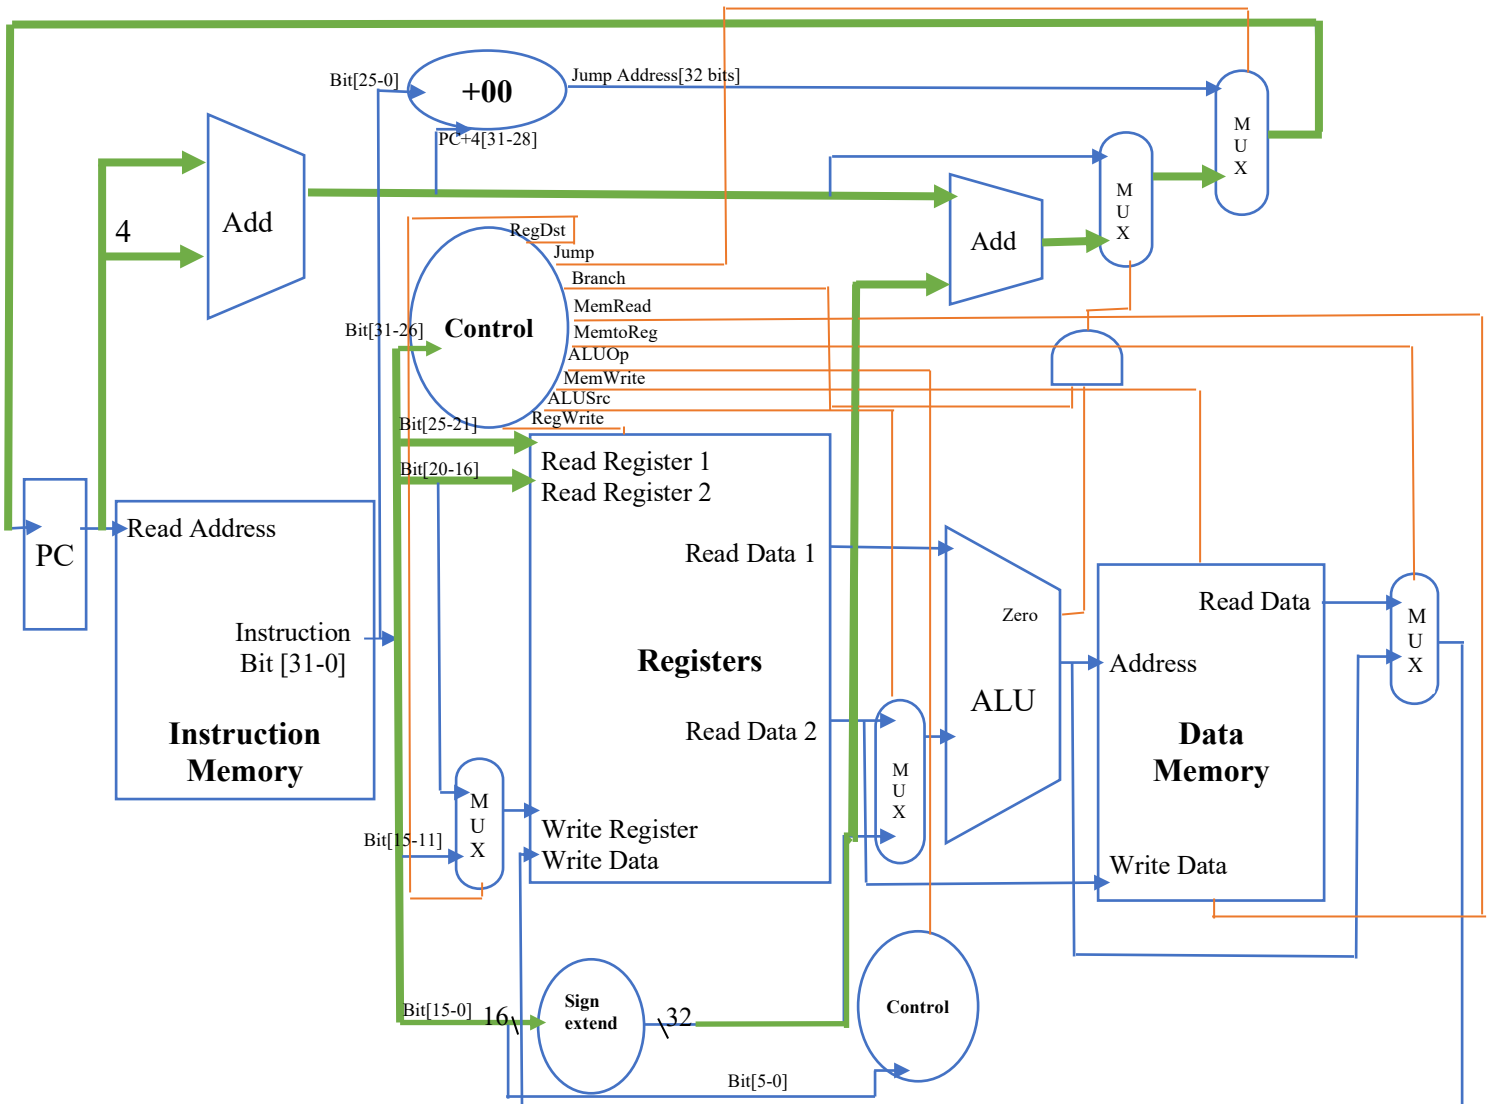 Bit[25-0]
+00
Jump Address[32 bits]
PC+4[31-28]
M
U
X
M
U
X
Add
4
Add
RegDst
Jump
Branch
MemRead
MemtoReg
ALUOp
MemWrite
ALUSrc
RegWrite
Bit[31-26]
Control
Bit[25-21]
Bit[20-16]
Read Register 1
Read Register 2
PC
Read Address
Instruction
Bit [31-0]
Instruction
Memory
Read Data 1
Registers
Read Data 2
Write Register
Write Data
M
U
X
Bit[15-11]
Zero
ALU
M
U
X
Read Data
Address
Data
Memory
Write Data
M
U
X
Bit[15-0]
16\
Sign
extend
\32
Control
Bit[5-0]